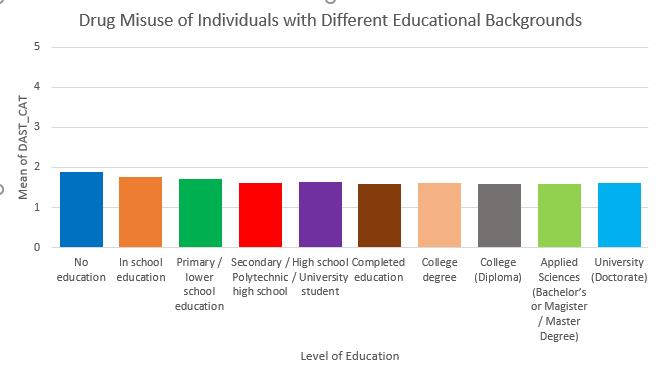 Drug Misuse of Individuals with Different Educational Backgrounds
5
4
3
2
1
0
Mean of DAST_CAT
No
education
In school
education
Primary /
lower
school
education
Secondary /
Polytechnic /
high school
High school
/ University
student
Completed
education
College
degree
College
(Diploma)
Applied
Sciences
(Bachelor's
or Magister
/ Master
Degree)
University
(Doctorate)
Level of Education